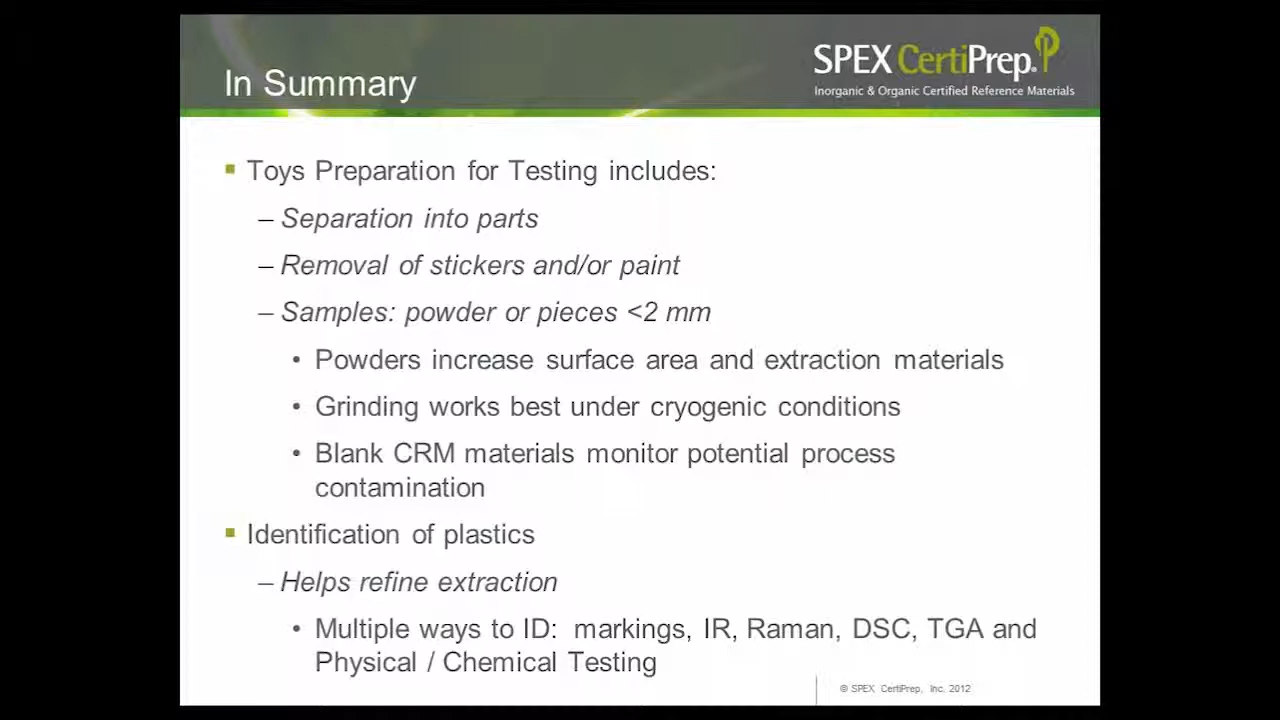 In Summary
SPEX CertiPrep.
Inorganic & Organic Certified Reference Materials
▪ Toys Preparation for Testing includes:
– Separation into parts
– Removal of stickers and/or paint
– Samples: powder or pieces <2 mm
• Powders increase surface area and extraction materials
• Grinding works best under cryogenic conditions
• Blank CRM materials monitor potential process
contamination
▪ Identification of plastics
– Helps refine extraction
• Multiple ways to ID: markings, IR, Raman, DSC, TGA and
Physical / Chemical Testing
© SPEX CertiPrep, Inc. 2012